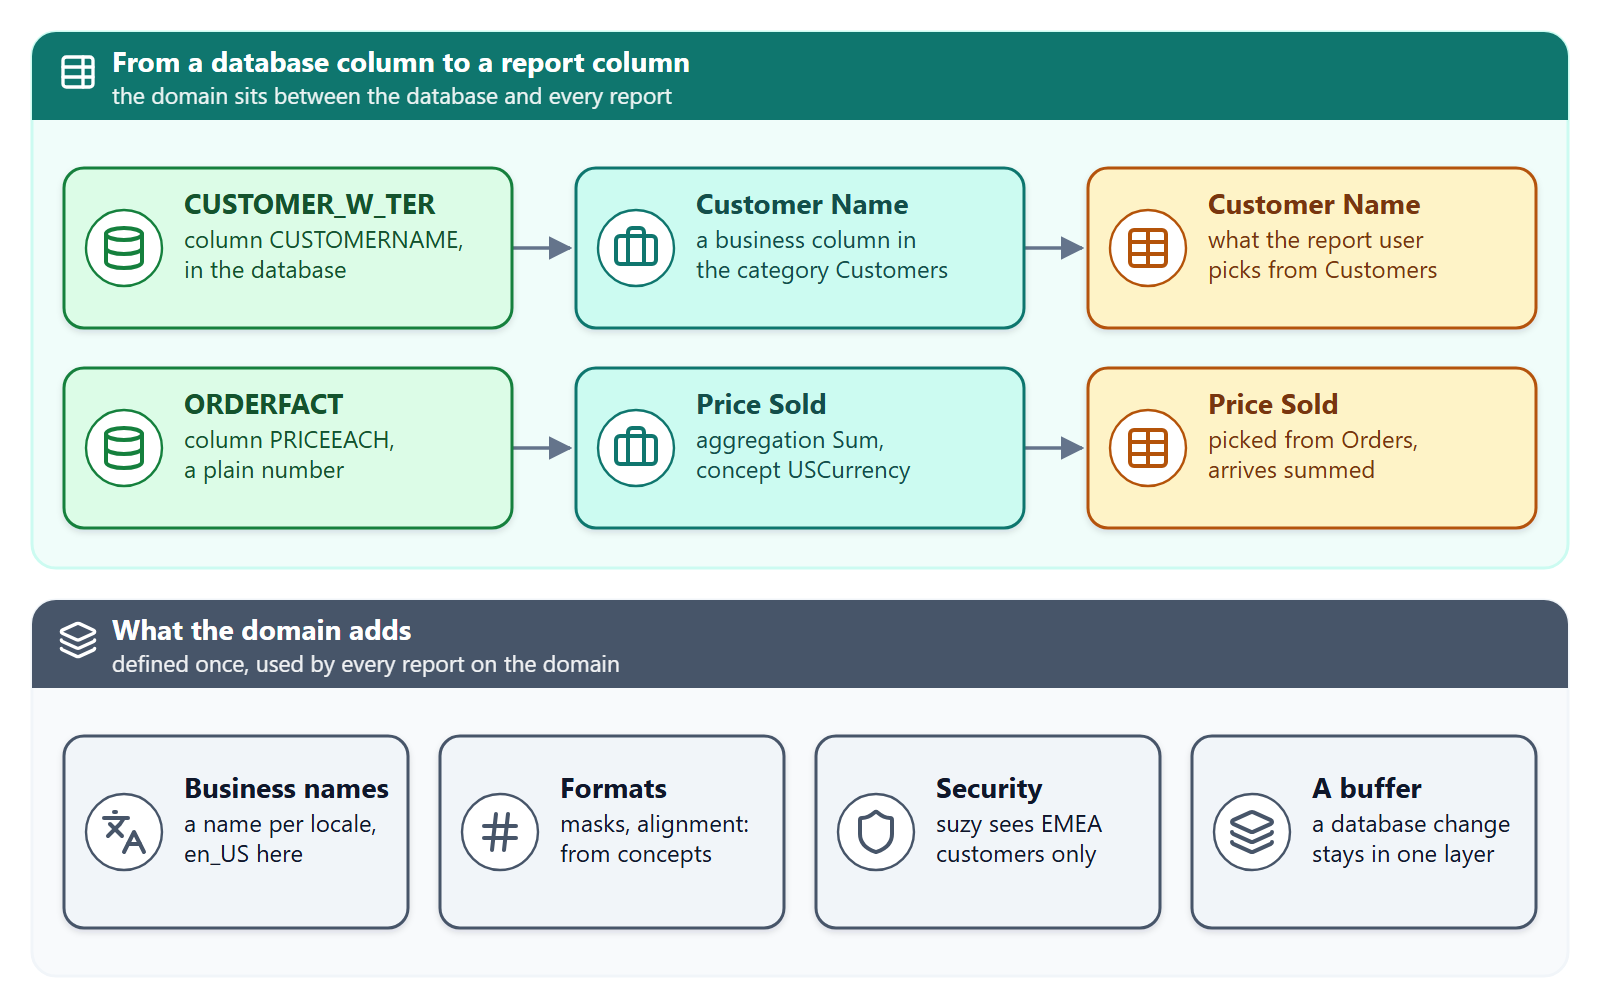 From a database column to a report column
the domain sits between the database and every report
CUSTOMER_W_TER
column CUSTOMERNAME,
in the database
Customer Name
a business column in
the category Customers
Customer Name
what the report user
picks from Customers
ORDERFACT
column PRICEEACH,
a plain number
Price Sold
aggregation Sum,
concept USCurrency
Price Sold
picked from Orders,
arrives summed
What the domain adds
defined once, used by every report on the domain
Business names
a name per locale,
en_US here
Formats
masks, alignment:
from concepts
Security
suzy sees EMEA
customers only
A buffer
a database change
stays in one layer